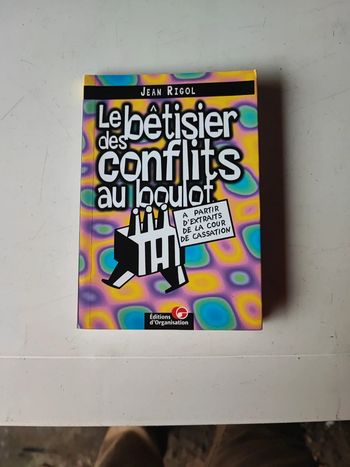 JEAN RIGOL
Le bêtisier
des
conflits
au boulot
A PARTIR
D'EXTRAITS
DE LA COUR
DE CASSATION
Éditions
d'Organisation